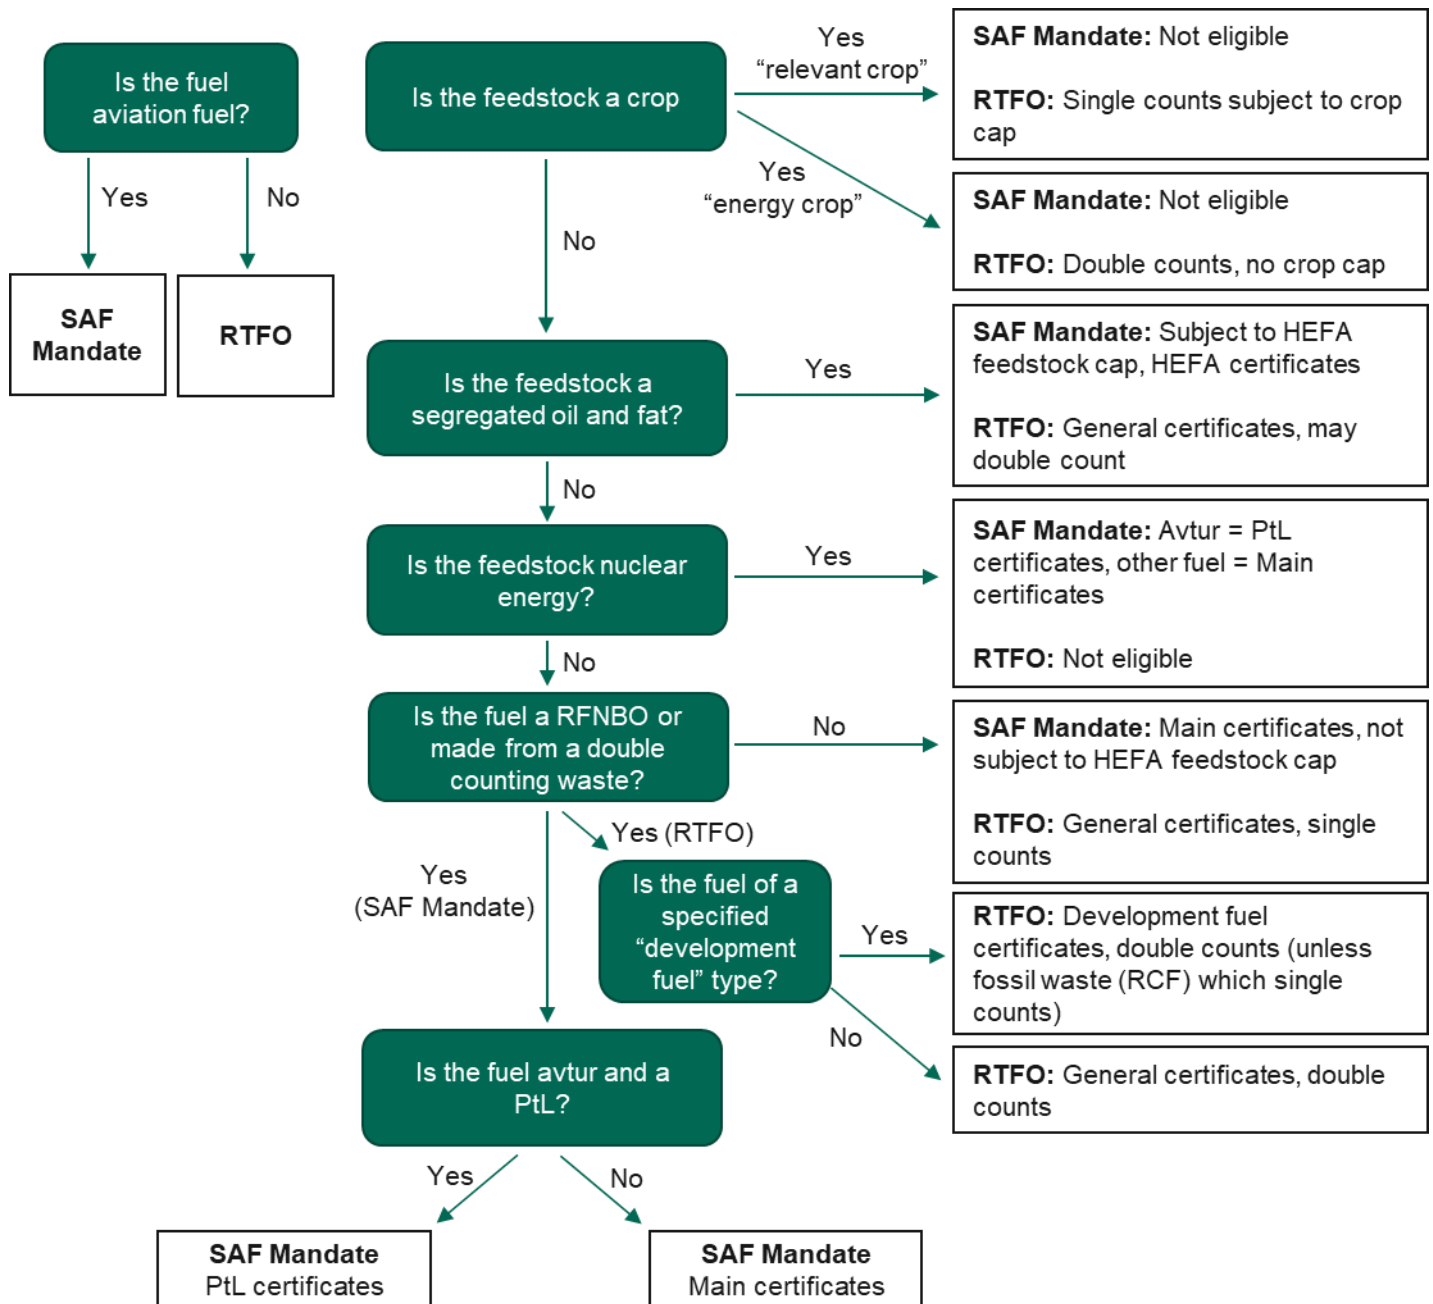 Is the fuel
aviation fuel?
Yes
No
SAF
Mandate
RTFO
Is the feedstock a crop
Yes
“relevant crop”
SAF Mandate: Not eligible
RTFO: Single counts subject to crop
cap
Yes
“energy crop”
SAF Mandate: Not eligible
RTFO: Double counts, no crop cap
No
Is the feedstock a
segregated oil and fat?
Yes
SAF Mandate: Subject to HEFA
feedstock cap, HEFA certificates
RTFO: General certificates, may
double count
No
Is the feedstock nuclear
energy?
Yes
SAF Mandate: Avtur = PtL
certificates, other fuel = Main
certificates
RTFO: Not eligible
No
Is the fuel a RFNBO or
made from a double
counting waste?
No
SAF Mandate: Main certificates, not
subject to HEFA feedstock cap
RTFO: General certificates, single
counts
Yes (RTFO)
Yes
(SAF Mandate)
Is the fuel of a
specified
“development
fuel” type?
Yes
RTFO: Development fuel
certificates, double counts (unless
fossil waste (RCF) which single
counts)
No
RTFO: General certificates, double
counts
Is the fuel avtur and a
PtL?
Yes
No
SAF Mandate
PtL certificates
SAF Mandate
Main certificates